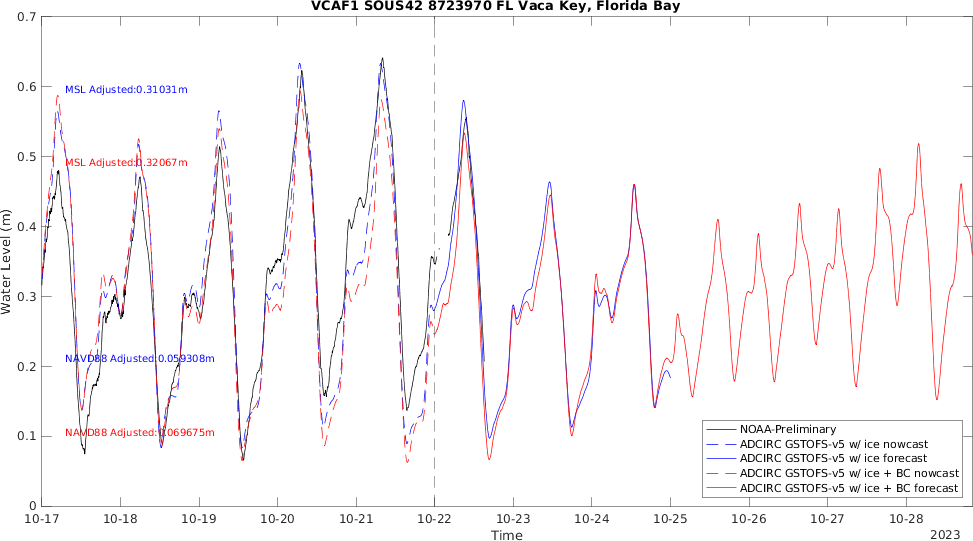 VCAF1 SOUS42 8723970 FL Vaca Key, Florida Bay
Water Level (m)
0.7
0.6
0.5
0.4
0.3
0.2
0.1
0
MSL Adjusted:0.31031m
MSL Adjusted:0.32067m
NAVD88 Adjusted:0.059308m
NAVD88 Adjusted:0.069675m
NOAA-Preliminary
ADCIRC GSTOFS-v5 w/ ice nowcast
ADCIRC GSTOFS-v5 w/ ice forecast
ADCIRC GSTOFS-v5 w/ ice + BC nowcast
ADCIRC GSTOFS-v5 w/ ice + BC forecast
10-17 10-18 10-19 10-20 10-21 10-22 10-23 10-24 10-25 10-26 10-27 10-28
Time
2023